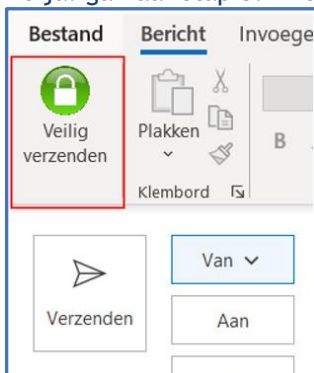 Bestand Bericht Invoege
Veilig
verzenden
Plakken
B
Klembord
Van
Verzenden
Aan